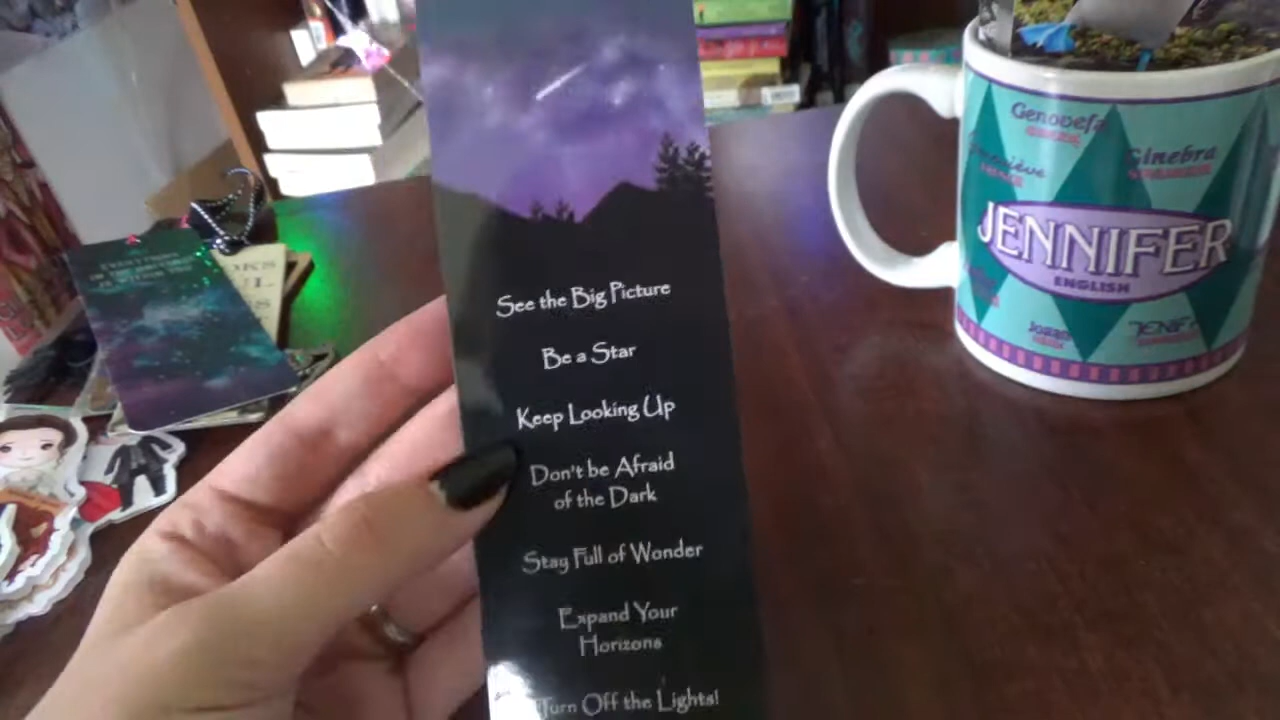 See the Big Picture
Be a Star
Keep Looking Up
Don't be Afraid
of the Dark
Stay Full of Wonder
Expand Your
Horizons
Turn Off the Lights!
Genovefa
Ginebra
JENNIFER
ENGLISH